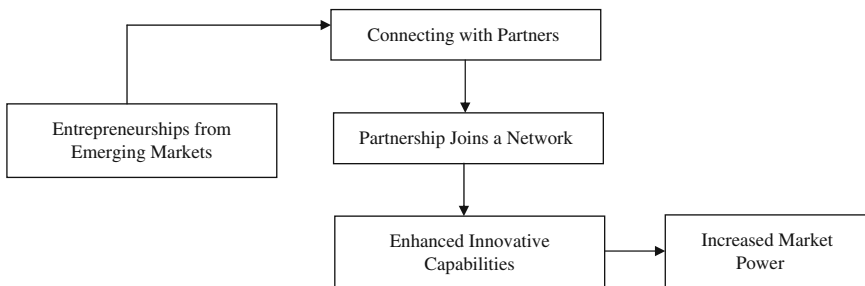 Connecting with Partners
Entrepreneurships from
Emerging Markets
Partnership Joins a Network
Enhanced Innovative
Capabilities
Increased Market
Power